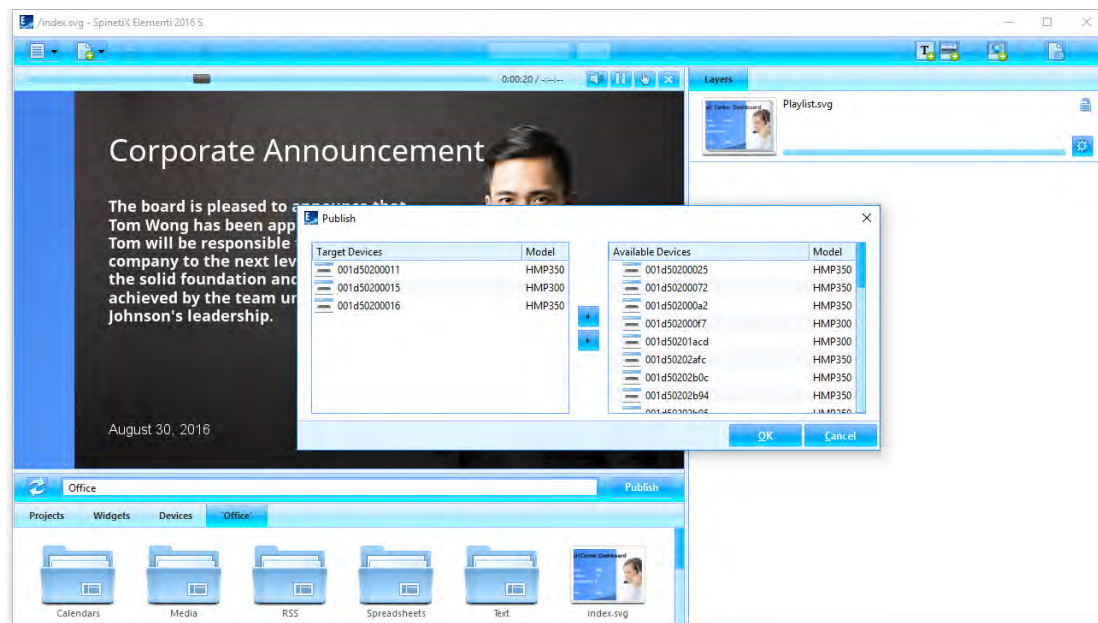 /index.svg - SpinetiX Elementi 2016 S
0:00:20 / -:--:--
Layers
Playlist.svg
Corporate Announcement
The board is pleased to announce that
Tom Wong has been app
Tom will be responsible
company to the next lev
the solid foundation and
achieved by the team un
Johnson's leadership.
August 30, 2016
Publish
Target Devices Model
001d50200011 HMP350
001d50200015 HMP300
001d50200016 HMP350
Available Devices Model
001d50200025 HMP350
001d50200072 HMP350
001d502000a2 HMP350
001d502000f7 HMP300
001d50201acd HMP300
001d50202afc HMP350
001d50202b0c HMP350
001d50202b94 HMP350
OK Cancel
Office Publish
Projects Widgets Devices 'Office'
Calendars Media RSS Spreadsheets Text index.svg